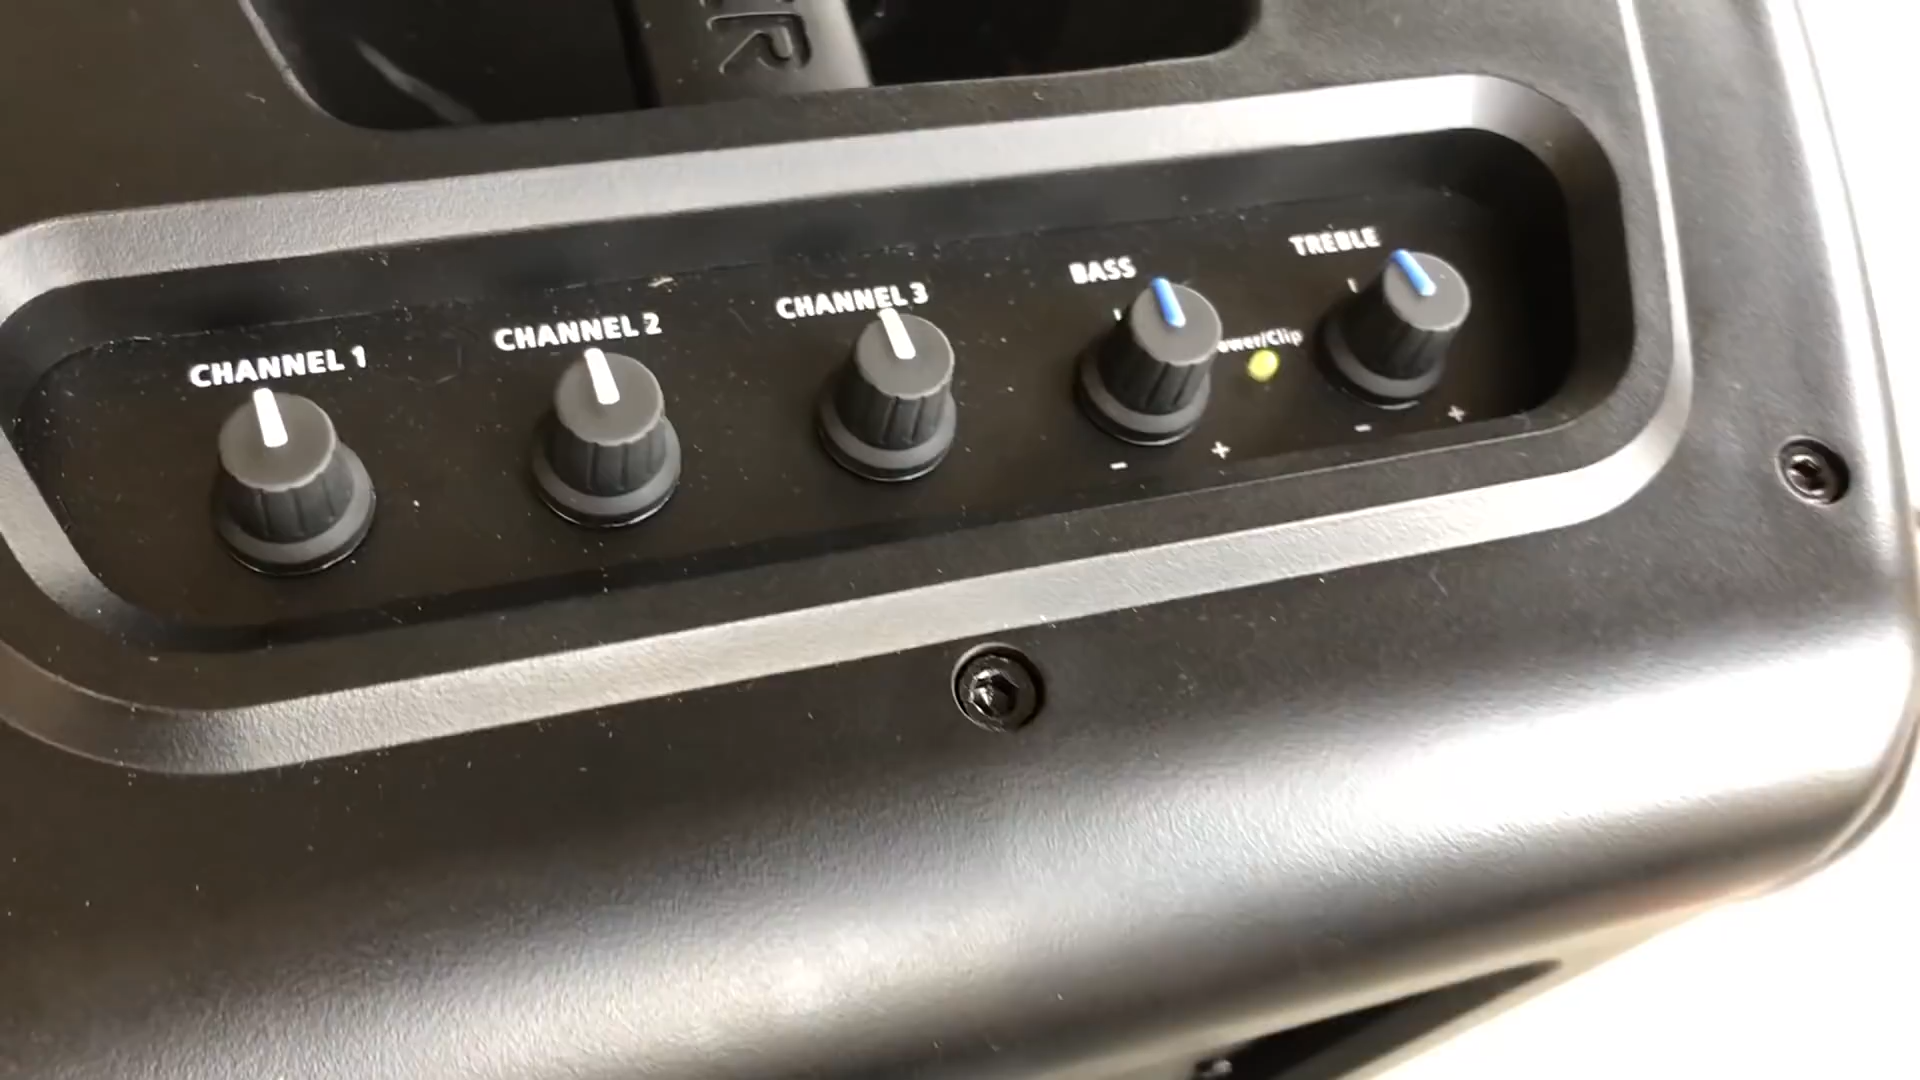 CHANNEL 1
CHANNEL 2
CHANNEL 3
BASS
TREBLE
- +
- +